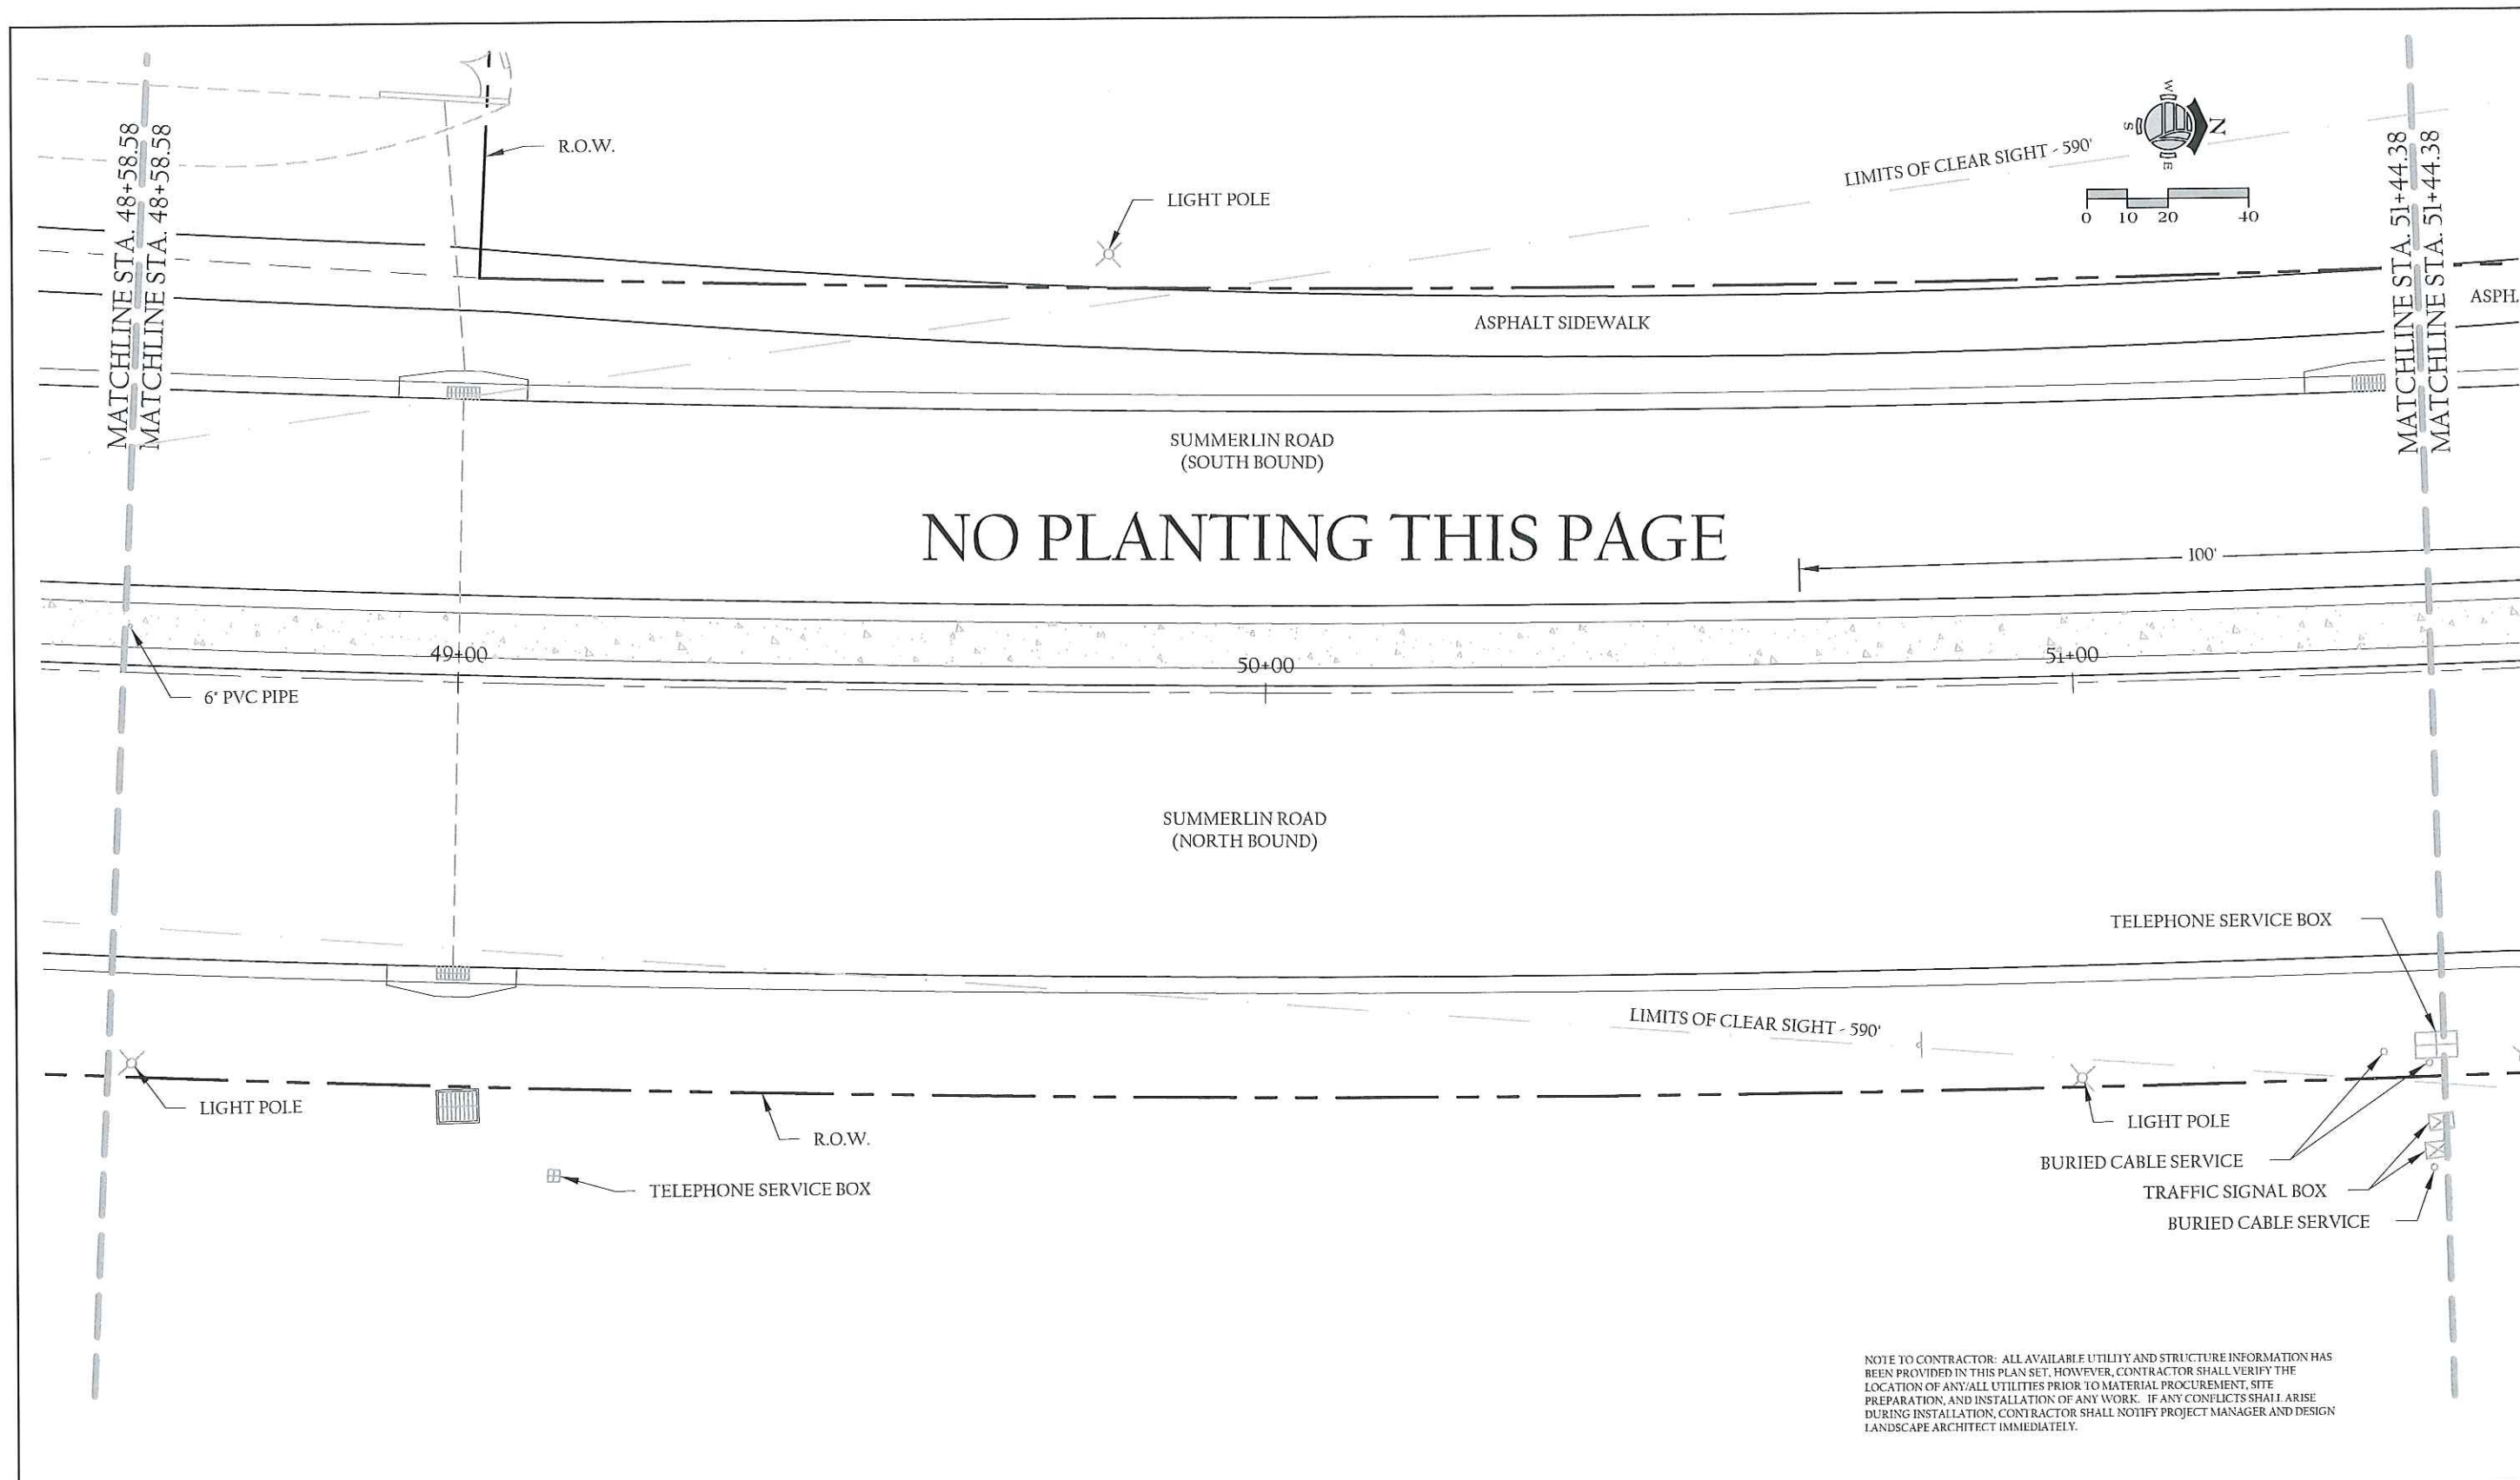 MATCHLINE STA. 48+58.58
MATCHLINE STA. 48+58.58
R.O.W.
LIGHT POLE
LIMITS OF CLEAR SIGHT - 590'
W
S
N
E
0 10 20 40
MATCHLINE STA. 51+44.38
MATCHLINE STA. 51+44.38
ASPHALT SIDEWALK
ASPH.
SUMMERLIN ROAD
(SOUTH BOUND)
NO PLANTING THIS PAGE
100'
49+00
50+00
51+00
6" PVC PIPE
SUMMERLIN ROAD
(NORTH BOUND)
TELEPHONE SERVICE BOX
LIMITS OF CLEAR SIGHT - 590'
LIGHT POLE
R.O.W.
TELEPHONE SERVICE BOX
LIGHT POLE
BURIED CABLE SERVICE
TRAFFIC SIGNAL BOX
BURIED CABLE SERVICE
NOTE TO CONTRACTOR: ALL AVAILABLE UTILITY AND STRUCTURE INFORMATION HAS
BEEN PROVIDED IN THIS PLAN SET. HOWEVER, CONTRACTOR SHALL VERIFY THE
LOCATION OF ANY/ALL UTILITIES PRIOR TO MATERIAL PROCUREMENT, SITE
PREPARATION, AND INSTALLATION OF ANY WORK. IF ANY CONFLICTS SHALL ARISE
DURING INSTALLATION, CONTRACTOR SHALL NOTIFY PROJECT MANAGER AND DESIGN
LANDSCAPE ARCHITECT IMMEDIATELY.